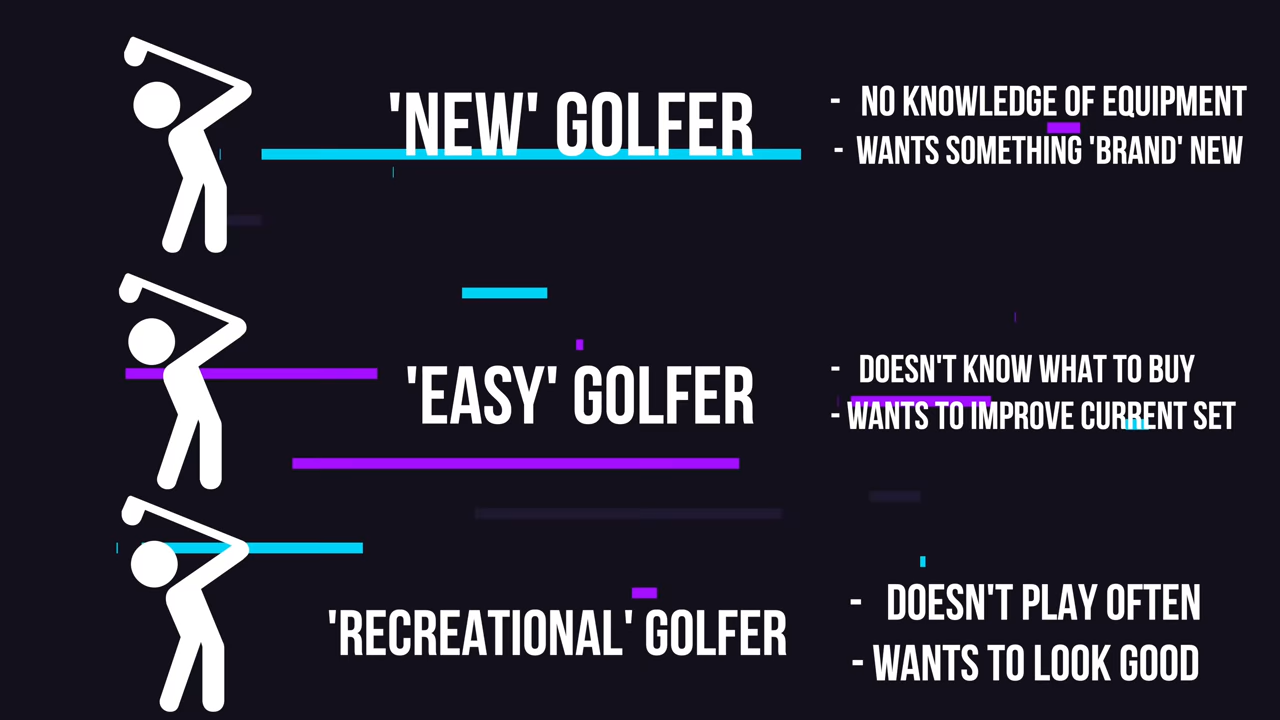 'NEW' GOLFER
- NO KNOWLEDGE OF EQUIPMENT
- WANTS SOMETHING 'BRAND' NEW
'EASY' GOLFER
- DOESN'T KNOW WHAT TO BUY
- WANTS TO IMPROVE CURRENT SET
'RECREATIONAL' GOLFER
- DOESN'T PLAY OFTEN
- WANTS TO LOOK GOOD